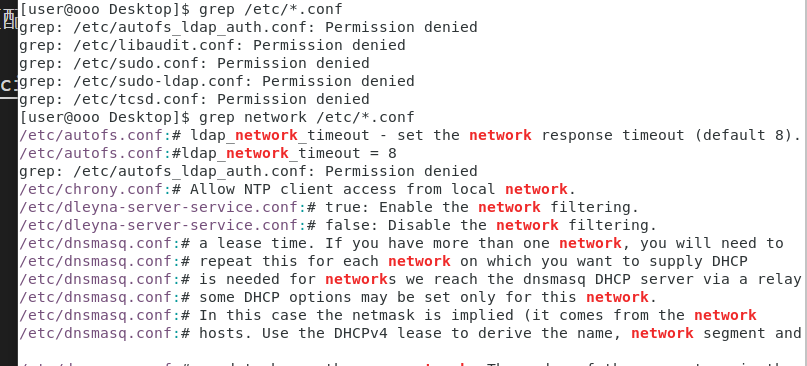 [user@ooo Desktop]$ grep /etc/*.conf
grep: /etc/autofs_ldap_auth.conf: Permission denied
grep: /etc/libaudit.conf: Permission denied
grep: /etc/sudo.conf: Permission denied
grep: /etc/sudo-ldap.conf: Permission denied
grep: /etc/tcsd.conf: Permission denied
[user@ooo Desktop]$ grep network /etc/*.conf
/etc/autofs.conf:# ldap_network_timeout - set the network response timeout (default 8).
/etc/autofs.conf:#ldap_network_timeout = 8
grep: /etc/autofs_ldap_auth.conf: Permission denied
/etc/chrony.conf:# Allow NTP client access from local network.
/etc/dleyna-server-service.conf:# true: Enable the network filtering.
/etc/dleyna-server-service.conf:# false: Disable the network filtering.
/etc/dnsmasq.conf:# a lease time. If you have more than one network, you will need to
/etc/dnsmasq.conf:# repeat this for each network on which you want to supply DHCP
/etc/dnsmasq.conf:# is needed for networks we reach the dnsmasq DHCP server via a relay
/etc/dnsmasq.conf:# some DHCP options may be set only for this network.
/etc/dnsmasq.conf:# In this case the netmask is implied (it comes from the network
/etc/dnsmasq.conf:# hosts. Use the DHCPv4 lease to derive the name, network segment and